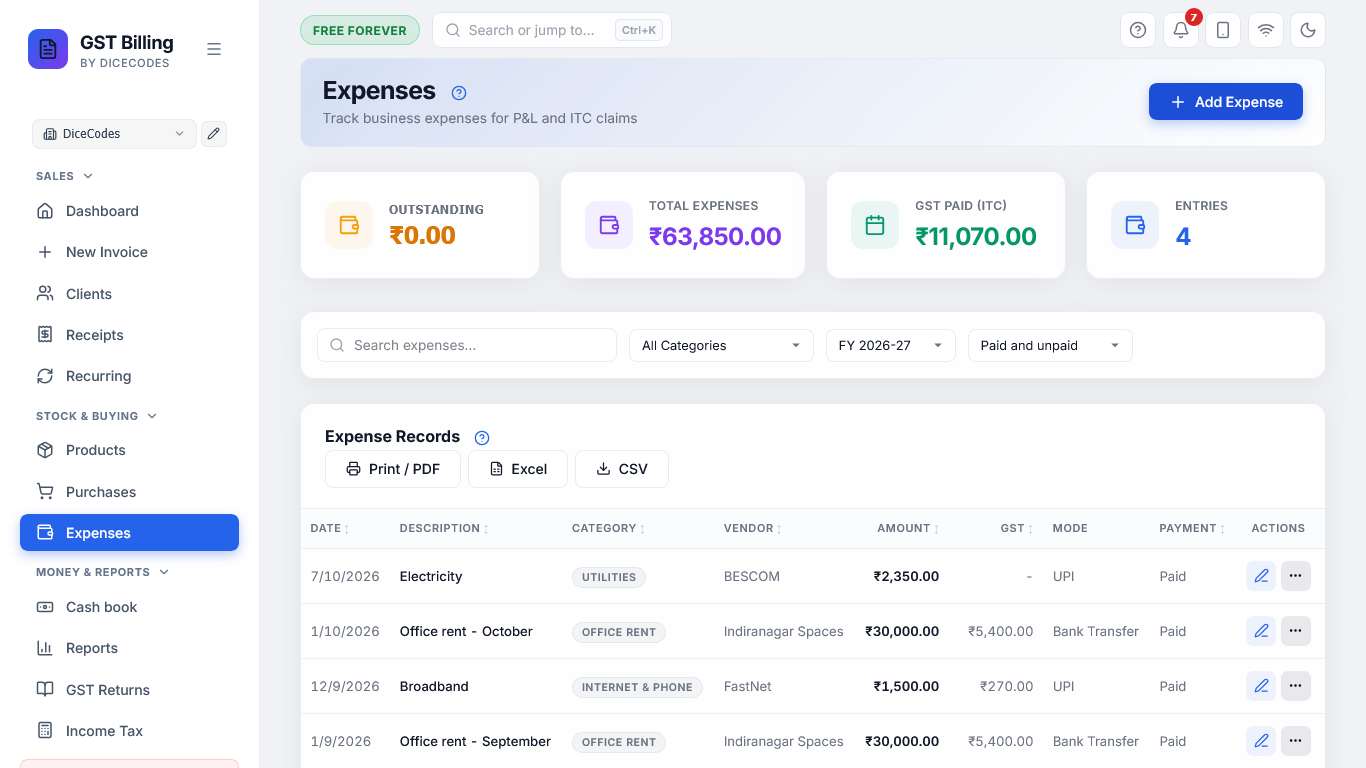 GST Billing
BY DICECODES
DiceCodes
SALES
Dashboard
New Invoice
Clients
Receipts
Recurring
STOCK & BUYING
Products
Purchases
Expenses
MONEY & REPORTS
Cash book
Reports
GST Returns
Income Tax
FREE FOREVER
Search or jump to...
Ctrl+K
7
Expenses
Track business expenses for P&L and ITC claims
Add Expense
OUTSTANDING
₹0.00
TOTAL EXPENSES
₹63,850.00
GST PAID (ITC)
₹11,070.00
ENTRIES
4
Search expenses...
All Categories
FY 2026-27
Paid and unpaid
Expense Records
Print / PDF
Excel
CSV
DATE DESCRIPTION CATEGORY VENDOR AMOUNT GST MODE PAYMENT ACTIONS
7/10/2026 Electricity UTILITIES BESCOM ₹2,350.00 - UPI Paid
1/10/2026 Office rent - October OFFICE RENT Indiranagar Spaces ₹30,000.00 ₹5,400.00 Bank Transfer Paid
12/9/2026 Broadband INTERNET & PHONE FastNet ₹1,500.00 ₹270.00 UPI Paid
1/9/2026 Office rent - September OFFICE RENT Indiranagar Spaces ₹30,000.00 ₹5,400.00 Bank Transfer Paid